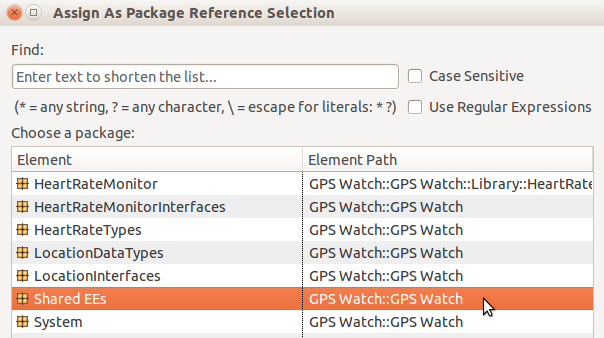 Assign As Package Reference Selection
Find:
Enter text to shorten the list...
Case Sensitive
(* = any string, ? = any character, \ = escape for literals: * ?)
Use Regular Expressions
Choose a package:
Element Element Path
HeartRateMonitor GPS Watch::GPS Watch::Library::HeartRate
HeartRateMonitorInterfaces GPS Watch::GPS Watch
HeartRateTypes GPS Watch::GPS Watch
LocationDataTypes GPS Watch::GPS Watch
LocationInterfaces GPS Watch::GPS Watch
Shared EEs GPS Watch::GPS Watch
System GPS Watch::GPS Watch